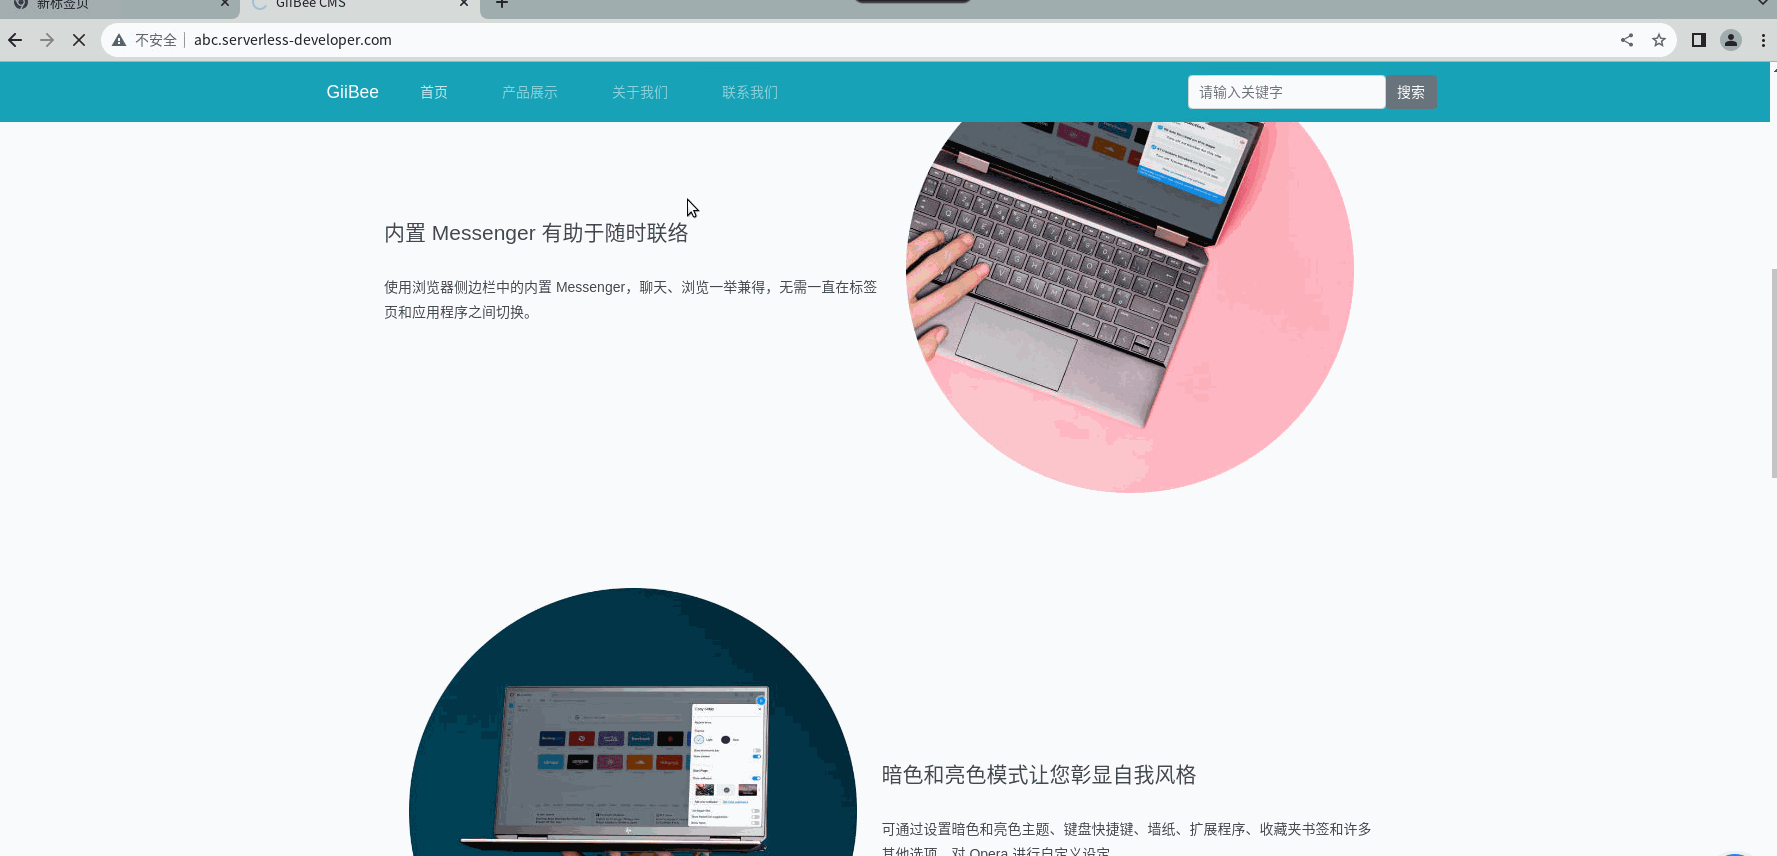 新标签页
GiiBee CMS
不安全
abc.serverless-developer.com
GiiBee
首页
产品展示
关于我们
联系我们
请输入关键字
搜索
内置 Messenger 有助于随时联络
使用浏览器侧边栏中的内置 Messenger，聊天、浏览一举兼得，无需一直在标签
页和应用程序之间切换。
暗色和亮色模式让您彰显自我风格
可通过设置暗色和亮色主题、键盘快捷键、墙纸、扩展程序、收藏夹书签和许多
其他选项，对 Opera 进行自定义设定